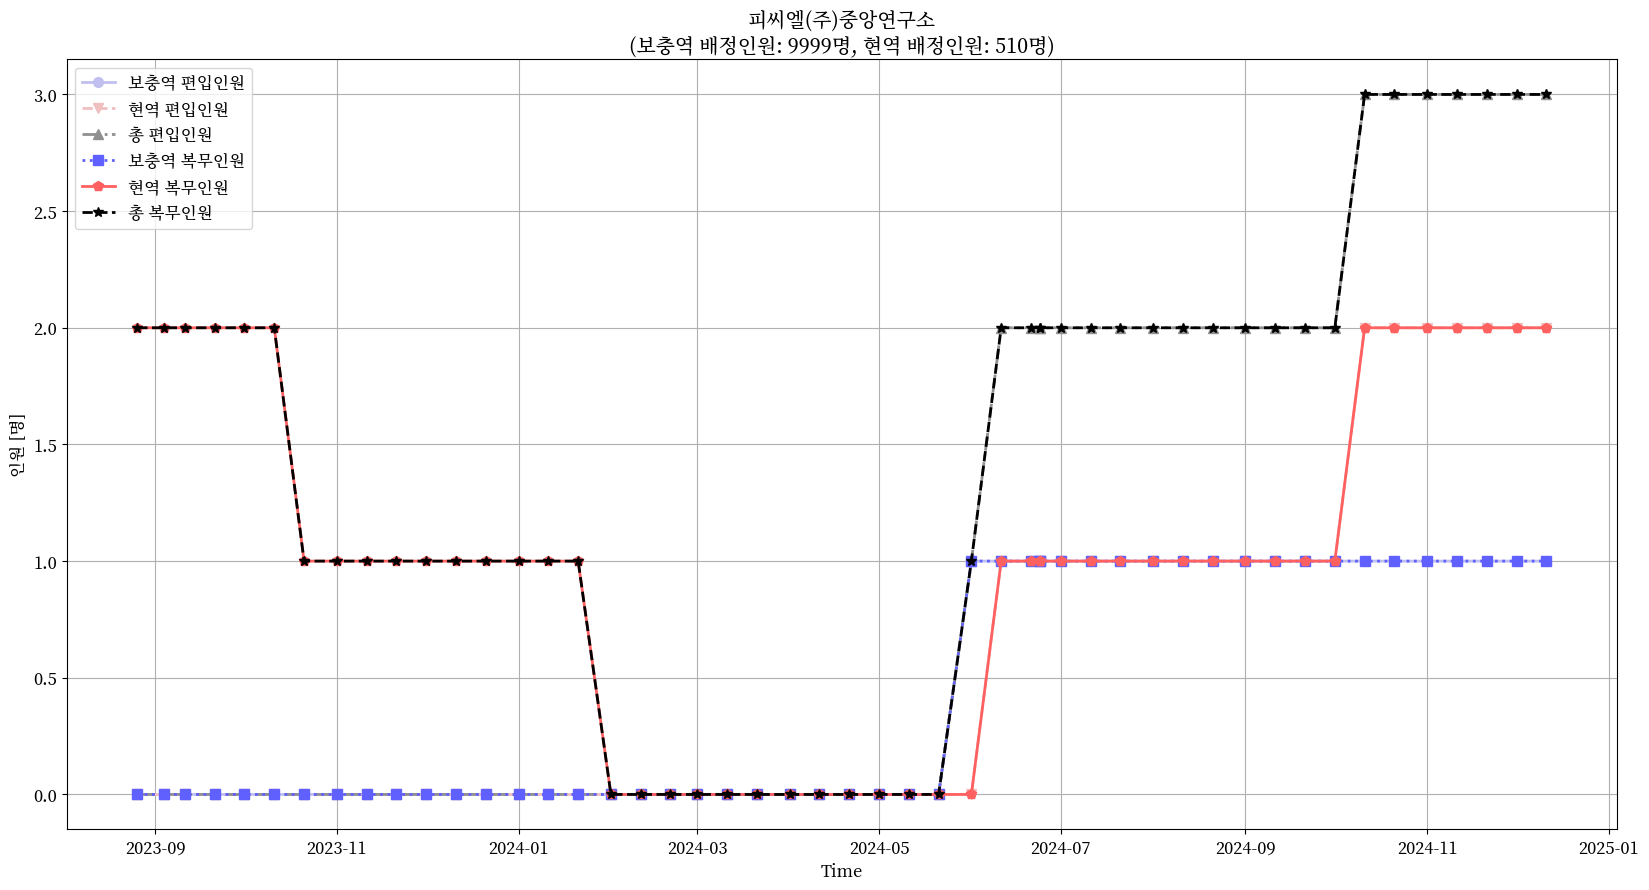 피씨엘(주)중앙연구소
(보충역 배정인원: 9999명, 현역 배정인원: 510명)
보충역 편입인원
현역 편입인원
총 편입인원
보충역 복무인원
현역 복무인원
총 복무인원
3.0
2.5
2.0
1.5
1.0
0.5
0.0
인원 [명]
2023-09
2023-11
2024-01
2024-03
2024-05
2024-07
2024-09
2024-11
2025-01
Time